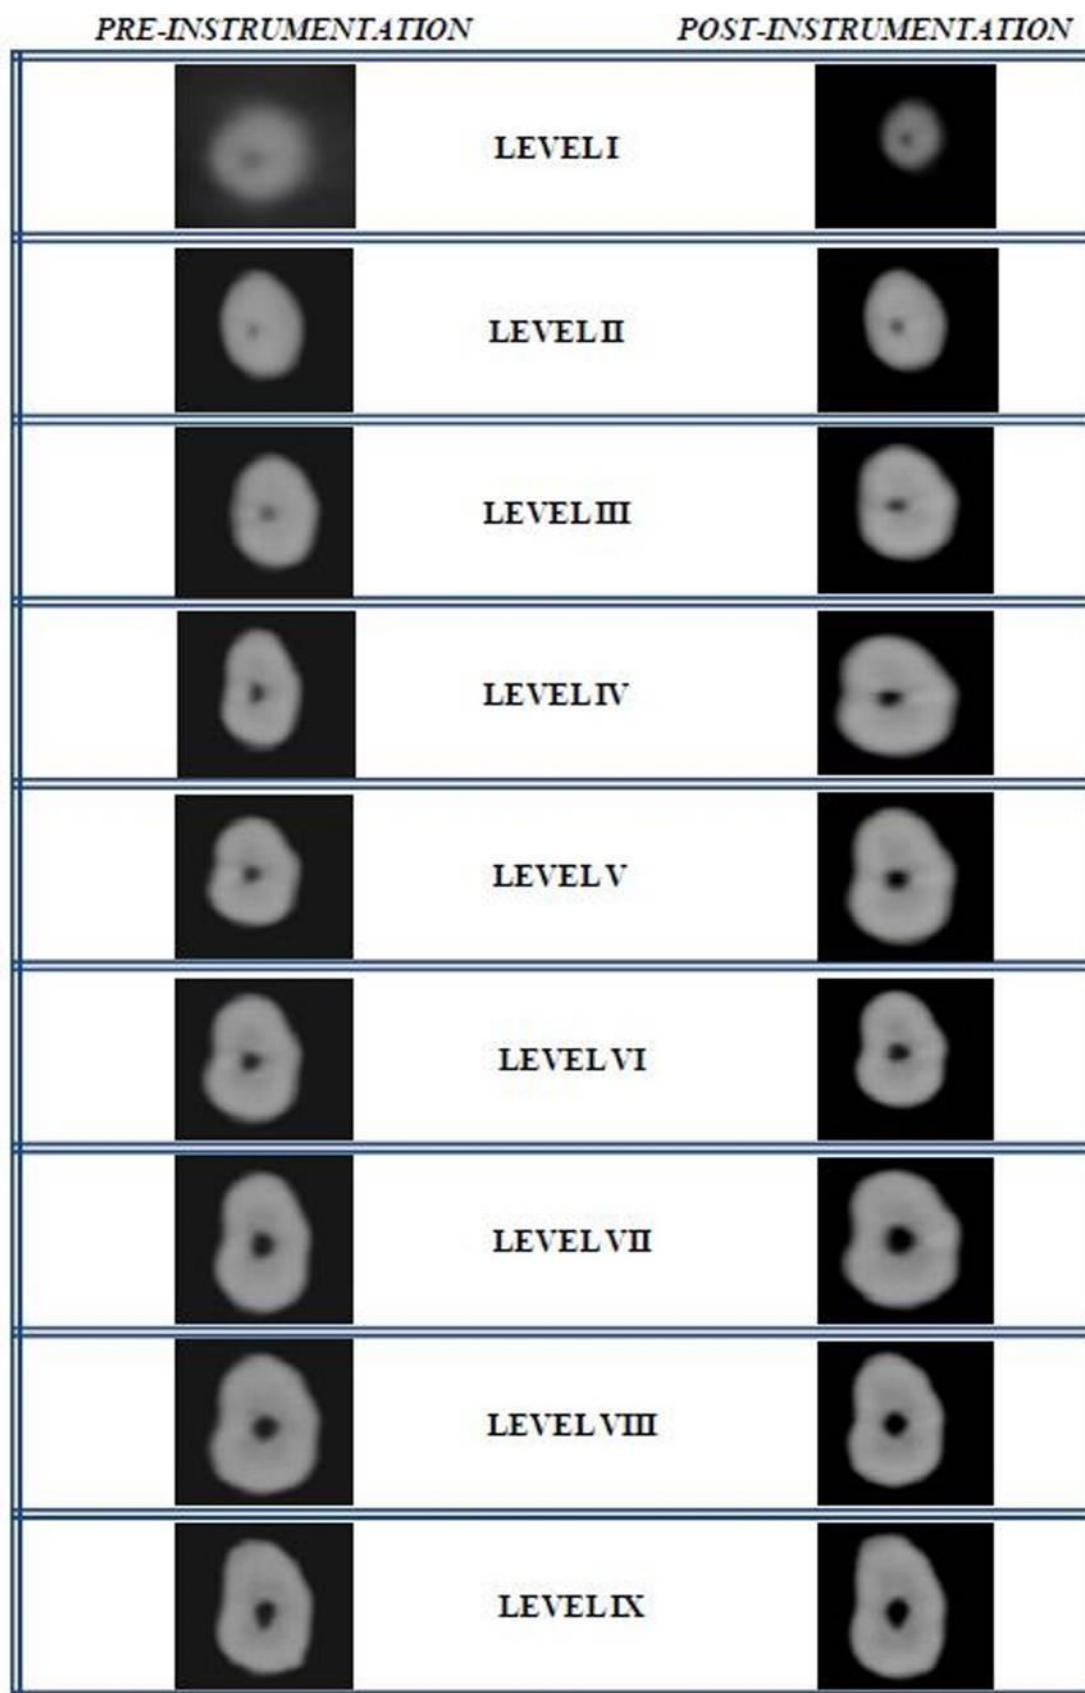 PRE-INSTRUMENTATION POST-INSTRUMENTATION
LEVEL I
LEVEL II
LEVEL III
LEVEL IV
LEVEL V
LEVEL VI
LEVEL VII
LEVEL VIII
LEVEL IX